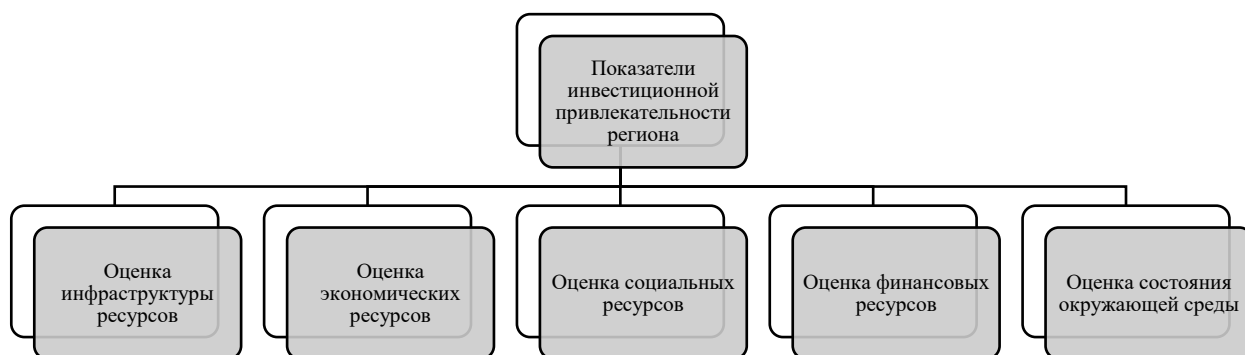 Показатели
инвестиционной
привлекательности
региона
Оценка
инфраструктуры
ресурсов
Оценка
экономических
ресурсов
Оценка социальных
ресурсов
Оценка финансовых
ресурсов
Оценка состояния
окружающей среды